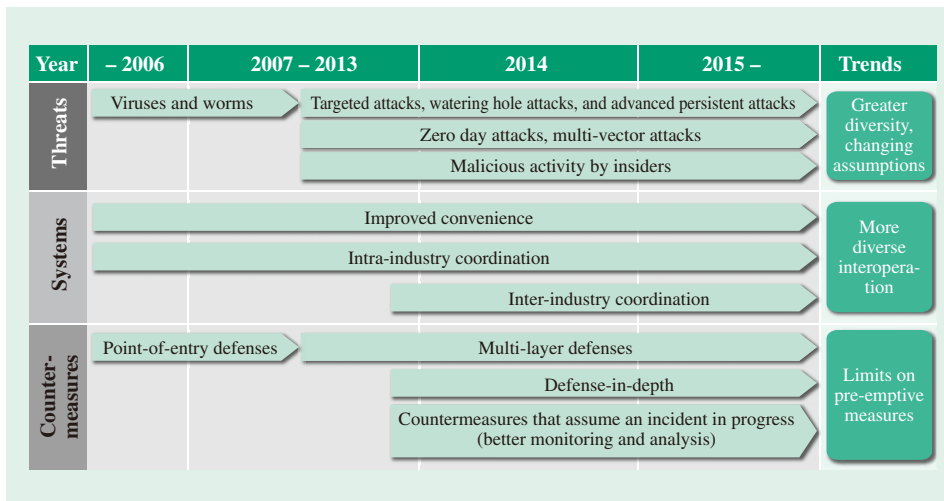 Year – 2006 2007 – 2013 2014 2015 – Trends
Threats
Viruses and worms
Targeted attacks, watering hole attacks, and advanced persistent attacks
Zero day attacks, multi-vector attacks
Malicious activity by insiders
Greater
diversity,
changing
assumptions
Systems
Improved convenience
Intra-industry coordination
Inter-industry coordination
More
diverse
interopera-
tion
Counter-
measures
Point-of-entry defenses
Multi-layer defenses
Defense-in-depth
Countermeasures that assume an incident in progress
(better monitoring and analysis)
Limits on
pre-emptive
measures